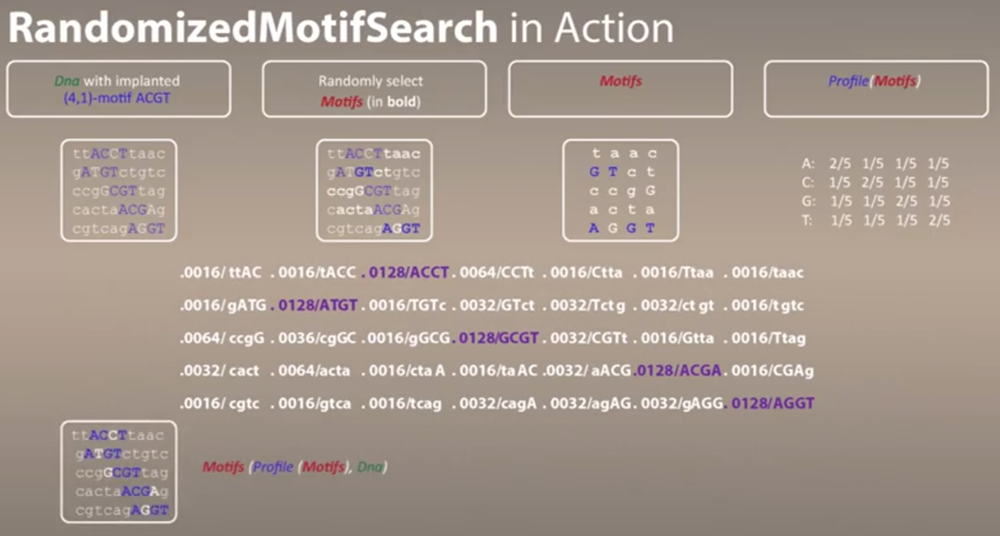 RandomizedMotifSearch in Action
Dna with implanted
(4,1)-motif ACGT
Randomly select
Motifs (in bold)
Motifs
Profile(Motifs)
ttACCTtaac
gATGTctgtc
ccgGCGTtag
cactaACGAg
cgtcagAGGT
ttACCTtaac
gATGTctgtc
ccgGCGTtag
cactaACGAg
cgtcagAGGT
t a a c
G T c t
c c g G
a c t a
A G G T
A: 2/5 1/5 1/5 1/5
C: 1/5 2/5 1/5 1/5
G: 1/5 1/5 2/5 1/5
T: 1/5 1/5 1/5 2/5
.0016/ ttAC . 0016/tACC . 0128/ACCT . 0064/CCTt . 0016/Ctta . 0016/Ttaa . 0016/taac
.0016/ gATG . 0128/ATGT . 0016/TGTc . 0032/GTct . 0032/Tctg . 0032/ct gt . 0016/tgtc
.0064/ ccgG . 0036/cgGC . 0016/gGCG . 0128/GCGT . 0032/CGTt . 0016/Gtta . 0016/Ttag
.0032/ cact . 0064/acta . 0016/cta A . 0016/ta AC .0032/ aACG .0128/ACGA . 0016/CGAg
.0016/ cgtc . 0016/gtca . 0016/tcag . 0032/cagA . 0032/agAG . 0032/gAGG . 0128/AGGT
ttACCTtaac
gATGTctgtc
ccgGCGTtag
cactaACGAg
cgtcagAGGT
Motifs (Profile (Motifs), Dna)